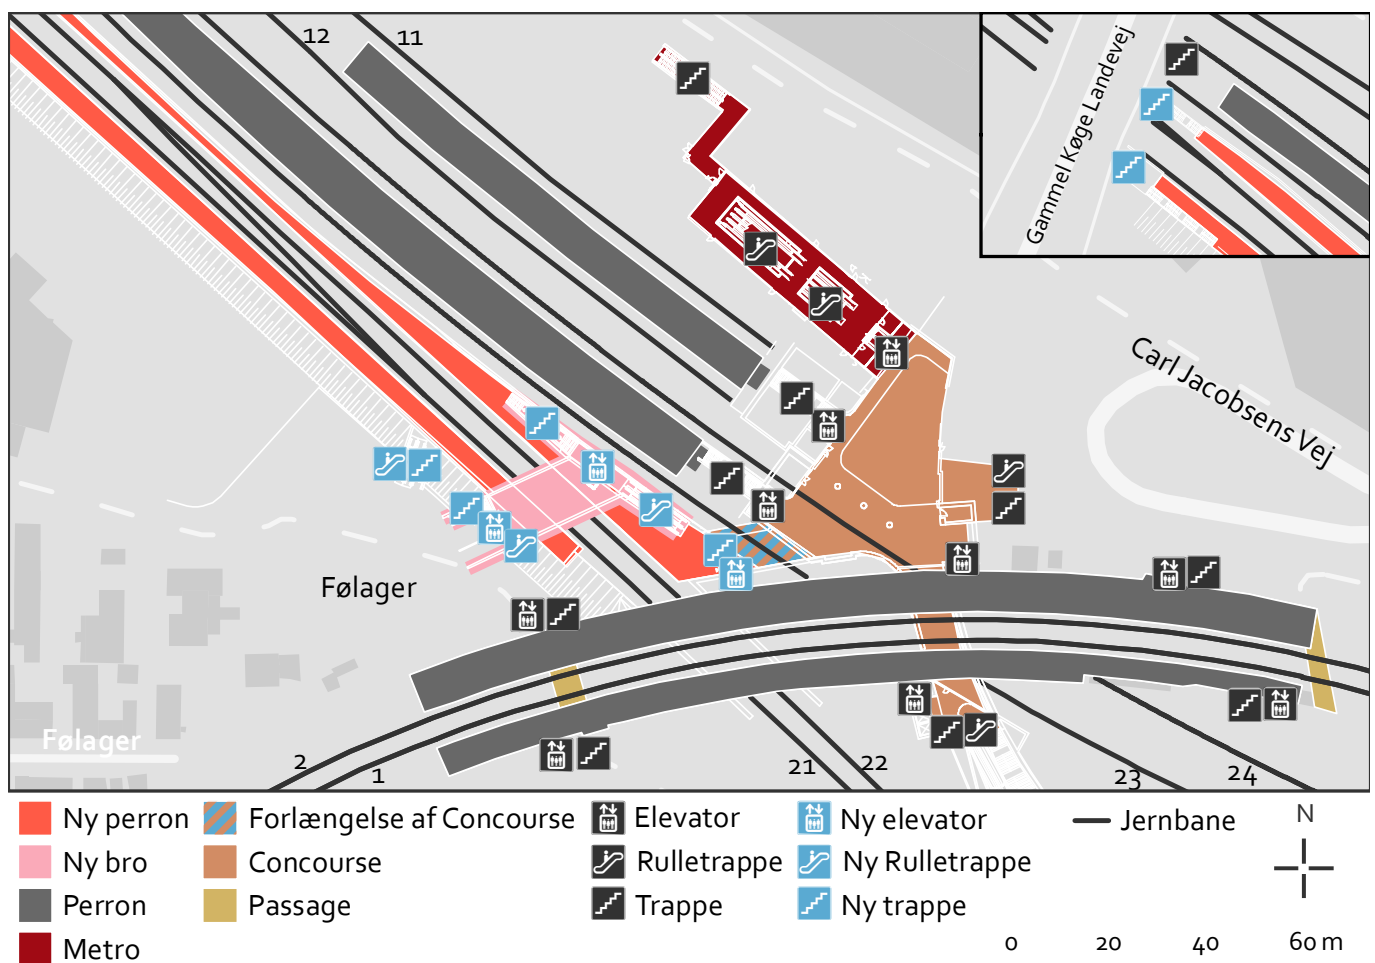 12
11
Gammel Køge Landevej
Carl Jacobsens Vej
Følager
Følager
2
1
21
22
23
24
Ny perron
Forlængelse af Concourse
Elevator
Ny elevator
Jernbane
N
Ny bro
Concourse
Rulletrappe
Ny Rulletrappe
Perron
Passage
Trappe
Ny trappe
Metro
0 20 40 60 m